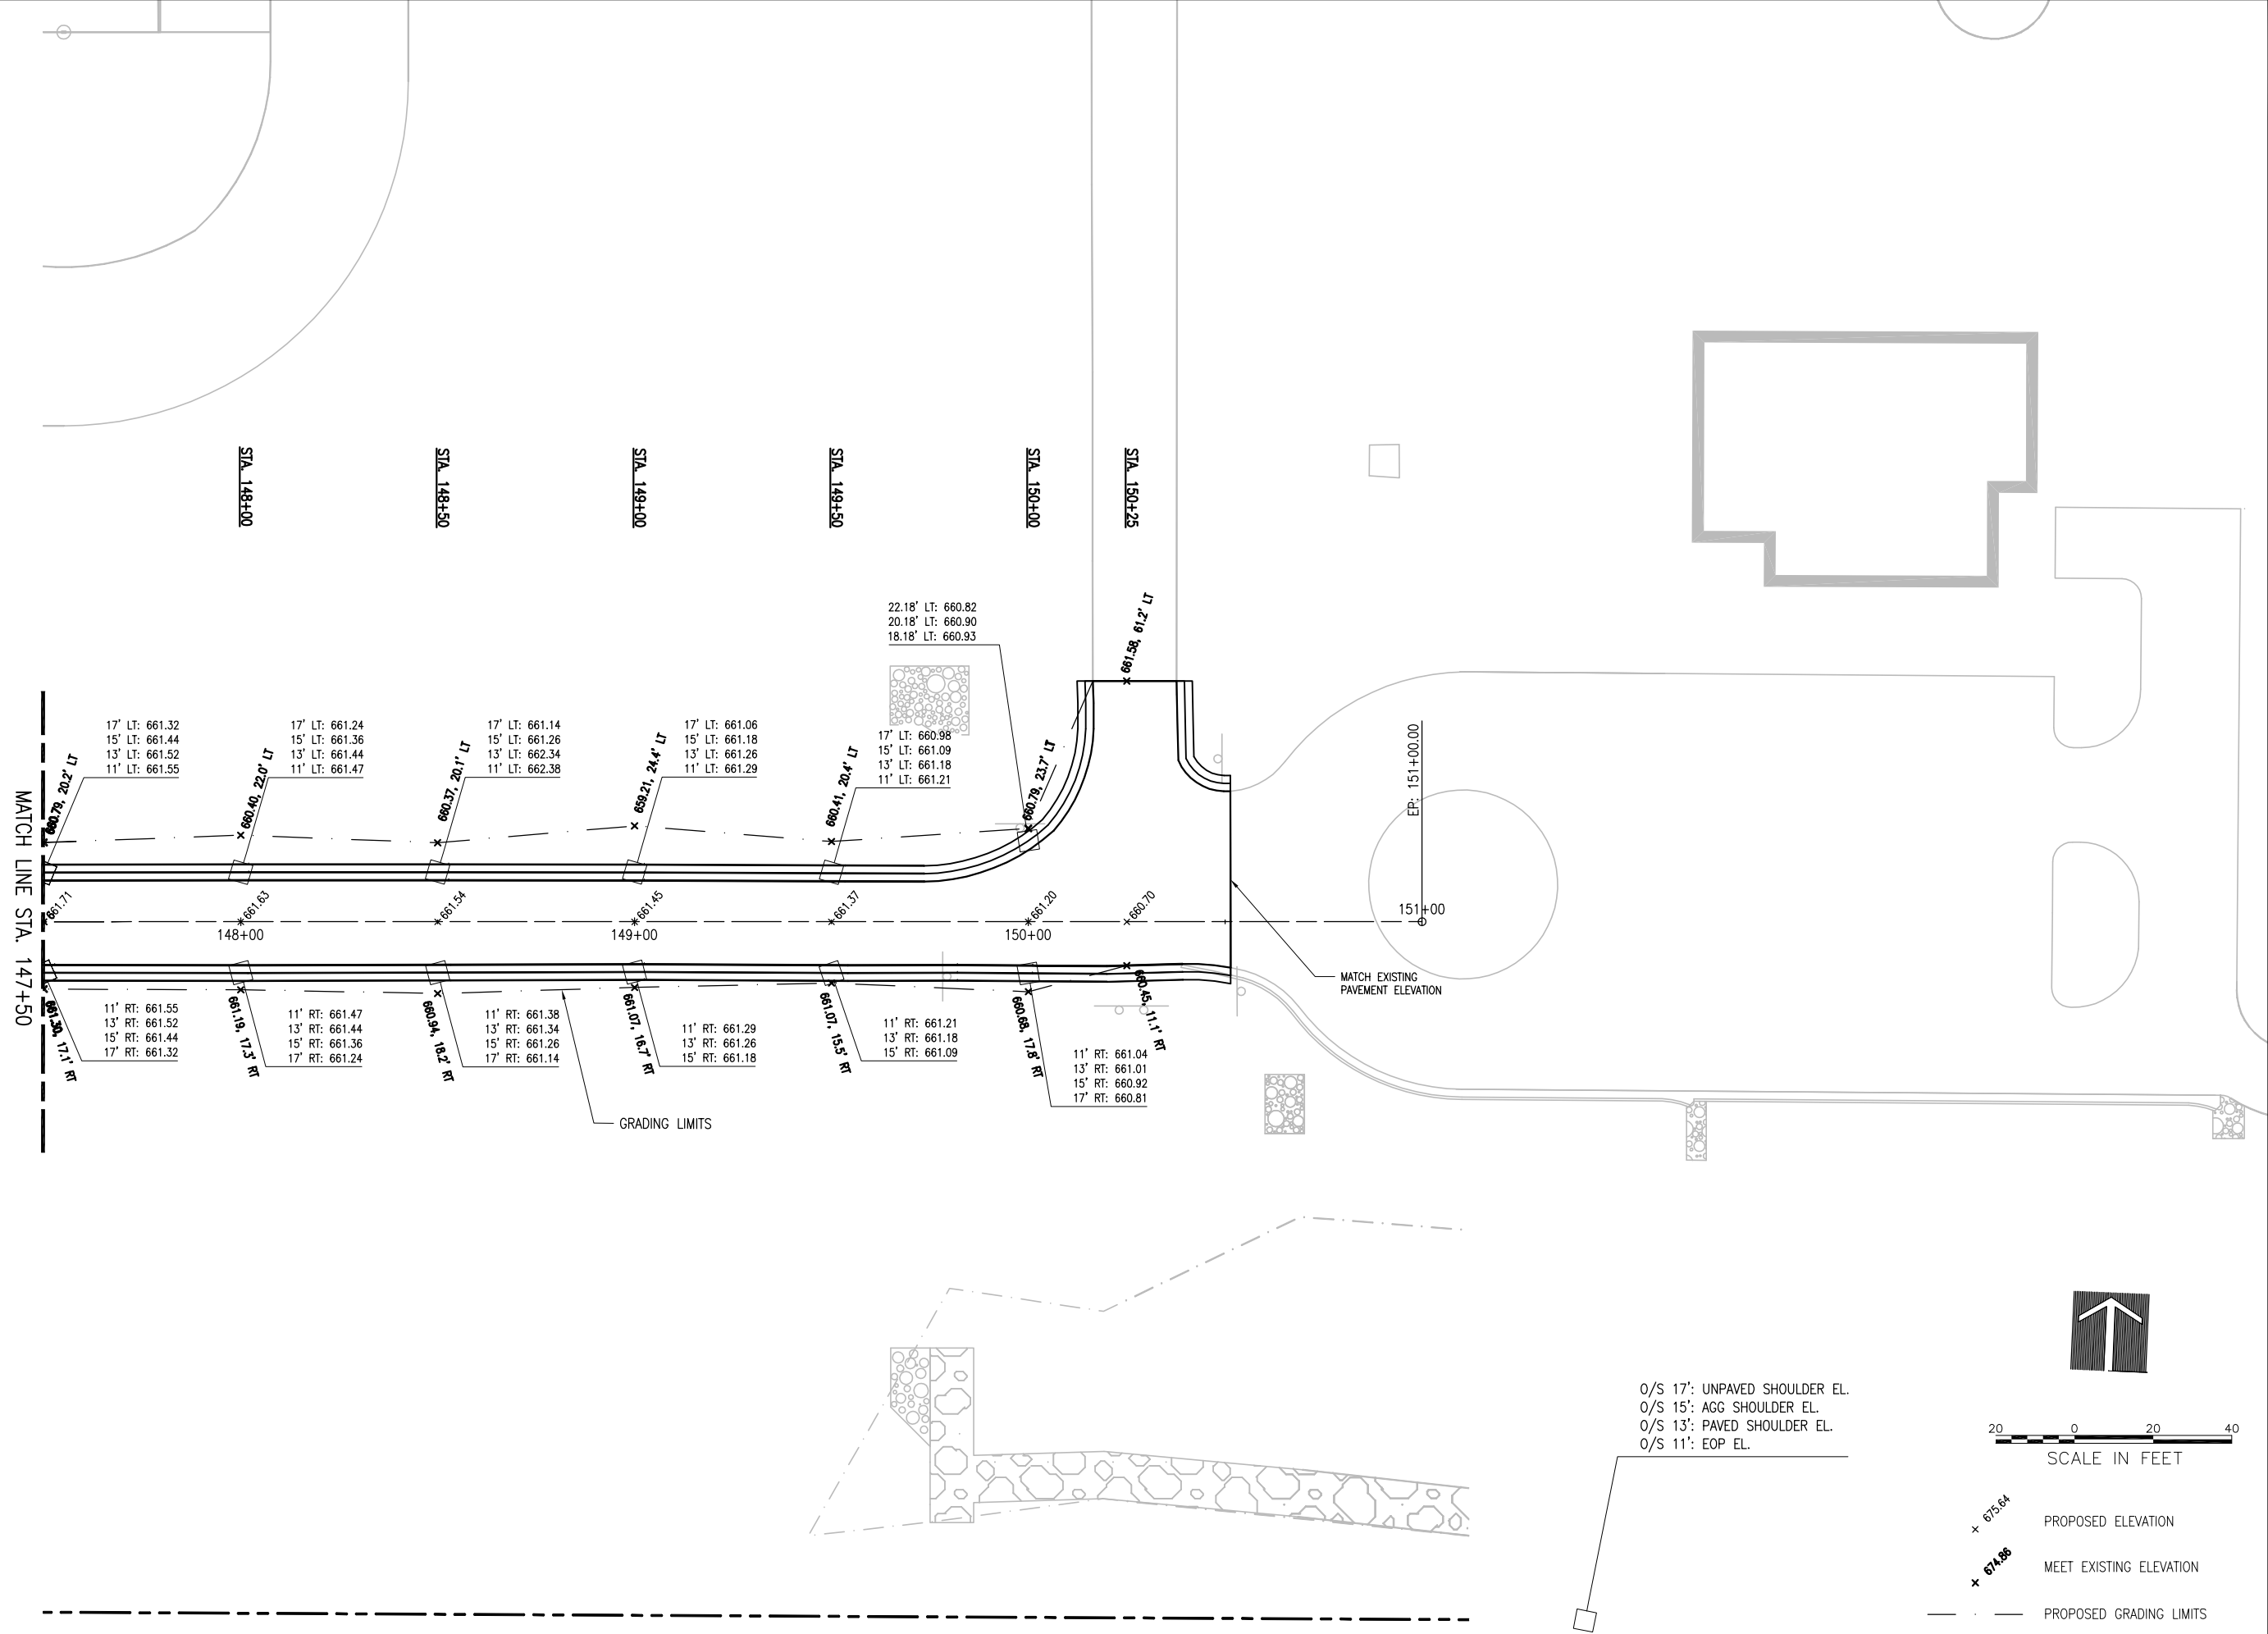 STA. 148+00
STA. 148+50
STA. 149+00
STA. 149+50
STA. 150+00
STA. 150+25
22.18' LT: 660.82
20.18' LT: 660.90
18.18' LT: 660.93
661.58, 61.2' LT
17' LT: 661.32
15' LT: 661.44
13' LT: 661.52
11' LT: 661.55
17' LT: 661.24
15' LT: 661.36
13' LT: 661.44
11' LT: 661.47
17' LT: 661.14
15' LT: 661.26
13' LT: 662.34
11' LT: 662.38
17' LT: 661.06
15' LT: 661.18
13' LT: 661.26
11' LT: 661.29
17' LT: 660.98
15' LT: 661.09
13' LT: 661.18
11' LT: 661.21
660.79, 20.2' LT
660.40, 22.0' LT
660.37, 20.1' LT
659.21, 24.4' LT
660.41, 20.4' LT
660.79, 23.7' LT
EP: 151+00.00
MATCH LINE STA. 147+50
661.71
661.63
661.54
661.45
661.37
661.20
660.70
148+00
149+00
150+00
151+00
MATCH EXISTING
PAVEMENT ELEVATION
661.30, 17.1' RT
661.19, 17.3' RT
660.94, 18.2' RT
661.07, 16.7' RT
661.07, 15.5' RT
660.68, 17.8' RT
660.45, 11.1' RT
11' RT: 661.55
13' RT: 661.52
15' RT: 661.44
17' RT: 661.32
11' RT: 661.47
13' RT: 661.44
15' RT: 661.36
17' RT: 661.24
11' RT: 661.38
13' RT: 661.34
15' RT: 661.26
17' RT: 661.14
11' RT: 661.29
13' RT: 661.26
15' RT: 661.18
11' RT: 661.21
13' RT: 661.18
15' RT: 661.09
11' RT: 661.04
13' RT: 661.01
15' RT: 660.92
17' RT: 660.81
GRADING LIMITS
O/S 17': UNPAVED SHOULDER EL.
O/S 15': AGG SHOULDER EL.
O/S 13': PAVED SHOULDER EL.
O/S 11': EOP EL.
20 0 20 40
SCALE IN FEET
675.64 PROPOSED ELEVATION
674.86 MEET EXISTING ELEVATION
PROPOSED GRADING LIMITS